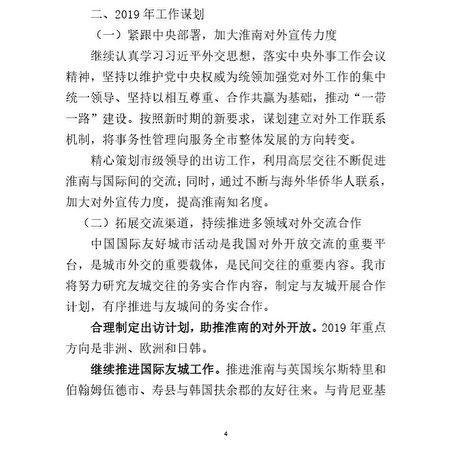 二、2019 年工作谋划
（一）紧跟中央部署，加大淮南对外宣传力度
继续认真学习习近平外交思想，落实中央外事工作会议
精神，坚持以维护党中央权威为统领加强党对外工作的集中
统一领导、坚持以相互尊重、合作共赢为基础，推动“一带
一路”建设。按照新时期的新要求，谋划建立对外工作联系
机制，将事务性管理向服务全市整体发展的方向转变。
精心策划市级领导的出访工作，利用高层交往不断促进
淮南与国际间的交流；同时，通过不断与海外华侨华人联系，
加大对外宣传力度，提高淮南知名度。
（二）拓展交流渠道，持续推进多领域对外交流合作
中国国际友好城市活动是我国对外开放交流的重要平
台，是城市外交的重要载体，是民间交往的重要内容。我市
将努力研究友城交往的务实合作内容，制定与友城开展合作
计划，有序推进与友城间的务实合作。
合理制定出访计划，助推淮南的对外开放。2019 年重点
方向是非洲、欧洲和日韩。
继续推进国际友城工作。推进淮南与英国埃尔斯特里和
伯翰姆伍德市、寿县与韩国扶余郡的友好往来。与肯尼亚基
4